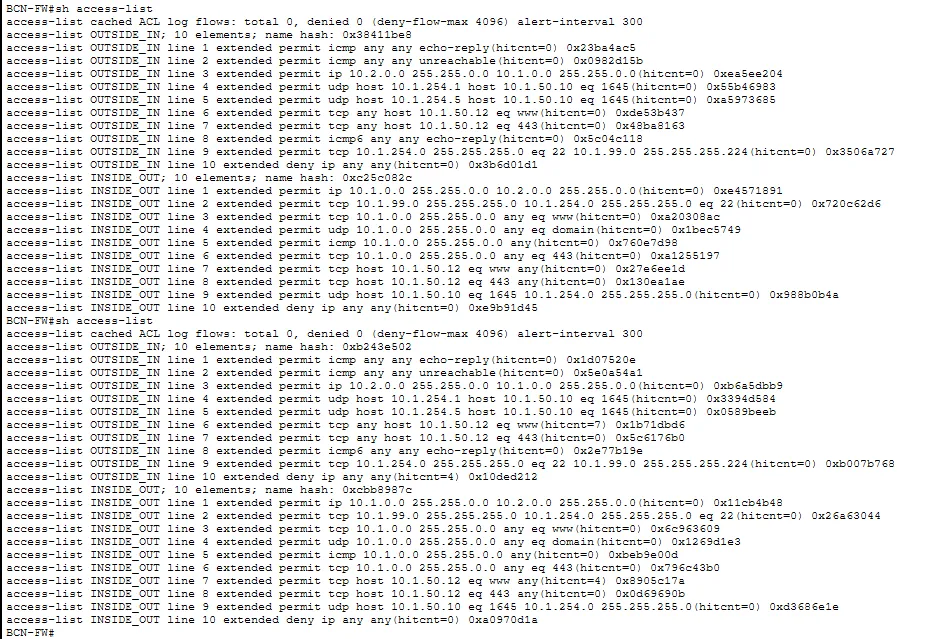 BCN-FW#sh access-list
access-list cached ACL log flows: total 0, denied 0 (deny-flow-max 4096) alert-interval 300
access-list OUTSIDE_IN; 10 elements; name hash: 0x38411be8
access-list OUTSIDE_IN line 1 extended permit icmp any any echo-reply(hitcnt=0) 0x23ba4ac5
access-list OUTSIDE_IN line 2 extended permit icmp any any unreachable(hitcnt=0) 0x0982d15b
access-list OUTSIDE_IN line 3 extended permit ip 10.2.0.0 255.255.0.0 10.1.0.0 255.255.0.0(hitcnt=0) 0xea5ee204
access-list OUTSIDE_IN line 4 extended permit udp host 10.1.254.1 host 10.1.50.10 eq 1645(hitcnt=0) 0x55b46983
access-list OUTSIDE_IN line 5 extended permit udp host 10.1.254.5 host 10.1.50.10 eq 1645(hitcnt=0) 0xa5973685
access-list OUTSIDE_IN line 6 extended permit tcp any host 10.1.50.12 eq www(hitcnt=0) 0xde53b437
access-list OUTSIDE_IN line 7 extended permit tcp any host 10.1.50.12 eq 443(hitcnt=0) 0x48ba8163
access-list OUTSIDE_IN line 8 extended permit icmp6 any any echo-reply(hitcnt=0) 0x5c04c118
access-list OUTSIDE_IN line 9 extended permit tcp 10.1.254.0 255.255.255.0 eq 22 10.1.99.0 255.255.255.224(hitcnt=0) 0x3506a727
access-list OUTSIDE_IN line 10 extended deny ip any any(hitcnt=0) 0x3b6d01d1
access-list INSIDE_OUT; 10 elements; name hash: 0xc25c082c
access-list INSIDE_OUT line 1 extended permit ip 10.1.0.0 255.255.0.0 10.2.0.0 255.255.0.0(hitcnt=0) 0xe4571891
access-list INSIDE_OUT line 2 extended permit tcp 10.1.99.0 255.255.255.0 10.1.254.0 255.255.255.0 eq 22(hitcnt=0) 0x720c62d6
access-list INSIDE_OUT line 3 extended permit tcp 10.1.0.0 255.255.0.0 any eq www(hitcnt=0) 0xa20308ac
access-list INSIDE_OUT line 4 extended permit udp 10.1.0.0 255.255.0.0 any eq domain(hitcnt=0) 0x1bec5749
access-list INSIDE_OUT line 5 extended permit icmp 10.1.0.0 255.255.0.0 any(hitcnt=0) 0x760e7d98
access-list INSIDE_OUT line 6 extended permit tcp 10.1.0.0 255.255.0.0 any eq 443(hitcnt=0) 0xa1255197
access-list INSIDE_OUT line 7 extended permit tcp host 10.1.50.12 eq www any(hitcnt=0) 0x27e6ee1d
access-list INSIDE_OUT line 8 extended permit tcp host 10.1.50.12 eq 443 any(hitcnt=0) 0x130ea1ae
access-list INSIDE_OUT line 9 extended permit udp host 10.1.50.10 eq 1645 10.1.254.0 255.255.255.0(hitcnt=0) 0x988b0b4a
access-list INSIDE_OUT line 10 extended deny ip any any(hitcnt=0) 0xe9b91d45
BCN-FW#sh access-list
access-list cached ACL log flows: total 0, denied 0 (deny-flow-max 4096) alert-interval 300
access-list OUTSIDE_IN; 10 elements; name hash: 0xb243e502
access-list OUTSIDE_IN line 1 extended permit icmp any any echo-reply(hitcnt=0) 0x1d07520e
access-list OUTSIDE_IN line 2 extended permit icmp any any unreachable(hitcnt=0) 0x5e0a54a1
access-list OUTSIDE_IN line 3 extended permit ip 10.2.0.0 255.255.0.0 10.1.0.0 255.255.0.0(hitcnt=0) 0xb6a5dbb9
access-list OUTSIDE_IN line 4 extended permit udp host 10.1.254.1 host 10.1.50.10 eq 1645(hitcnt=0) 0x3394d584
access-list OUTSIDE_IN line 5 extended permit udp host 10.1.254.5 host 10.1.50.10 eq 1645(hitcnt=0) 0x0589beeb
access-list OUTSIDE_IN line 6 extended permit tcp any host 10.1.50.12 eq www(hitcnt=7) 0x1b71dbd6
access-list OUTSIDE_IN line 7 extended permit tcp any host 10.1.50.12 eq 443(hitcnt=0) 0x5c6176b0
access-list OUTSIDE_IN line 8 extended permit icmp6 any any echo-reply(hitcnt=0) 0x2e77b19e
access-list OUTSIDE_IN line 9 extended permit tcp 10.1.254.0 255.255.255.0 eq 22 10.1.99.0 255.255.255.224(hitcnt=0) 0xb007b768
access-list OUTSIDE_IN line 10 extended deny ip any any(hitcnt=4) 0x10ded212
access-list INSIDE_OUT; 10 elements; name hash: 0xcbb8987c
access-list INSIDE_OUT line 1 extended permit ip 10.1.0.0 255.255.0.0 10.2.0.0 255.255.0.0(hitcnt=0) 0x11cb4b48
access-list INSIDE_OUT line 2 extended permit tcp 10.1.99.0 255.255.255.0 10.1.254.0 255.255.255.0 eq 22(hitcnt=0) 0x26a63044
access-list INSIDE_OUT line 3 extended permit tcp 10.1.0.0 255.255.0.0 any eq www(hitcnt=0) 0x6c963609
access-list INSIDE_OUT line 4 extended permit udp 10.1.0.0 255.255.0.0 any eq domain(hitcnt=0) 0x1269d1e3
access-list INSIDE_OUT line 5 extended permit icmp 10.1.0.0 255.255.0.0 any(hitcnt=0) 0xbeb9e00d
access-list INSIDE_OUT line 6 extended permit tcp 10.1.0.0 255.255.0.0 any eq 443(hitcnt=0) 0x796c43b0
access-list INSIDE_OUT line 7 extended permit tcp host 10.1.50.12 eq www any(hitcnt=4) 0x8905c17a
access-list INSIDE_OUT line 8 extended permit tcp host 10.1.50.12 eq 443 any(hitcnt=0) 0x0d69690b
access-list INSIDE_OUT line 9 extended permit udp host 10.1.50.10 eq 1645 10.1.254.0 255.255.255.0(hitcnt=0) 0xd3686e1e
access-list INSIDE_OUT line 10 extended deny ip any any(hitcnt=0) 0xa0970d1a
BCN-FW#